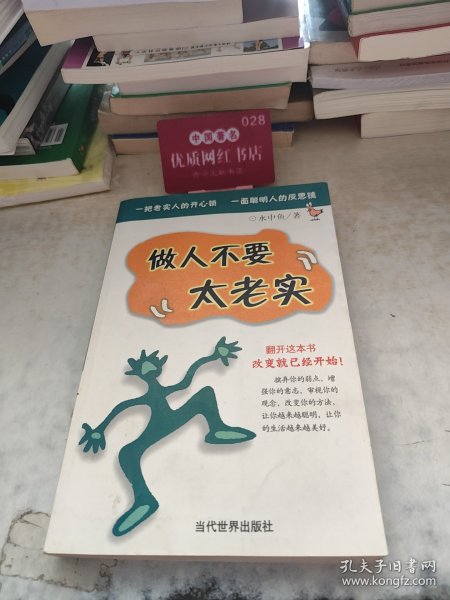 028
中国著名
优质网红书店
一把老实人的开心锁 一面聪明人的反思镜
⊙水中鱼/著
做人不要
太老实
翻开这本书
改变就已经开始!
摈弃你的弱点，增
强你的意志，审视你的
观念，改变你的方法，
让你越来越聪明，让你
的生活越来越美好。
当代世界出版社
孔夫子旧书网
www.kongfz.com